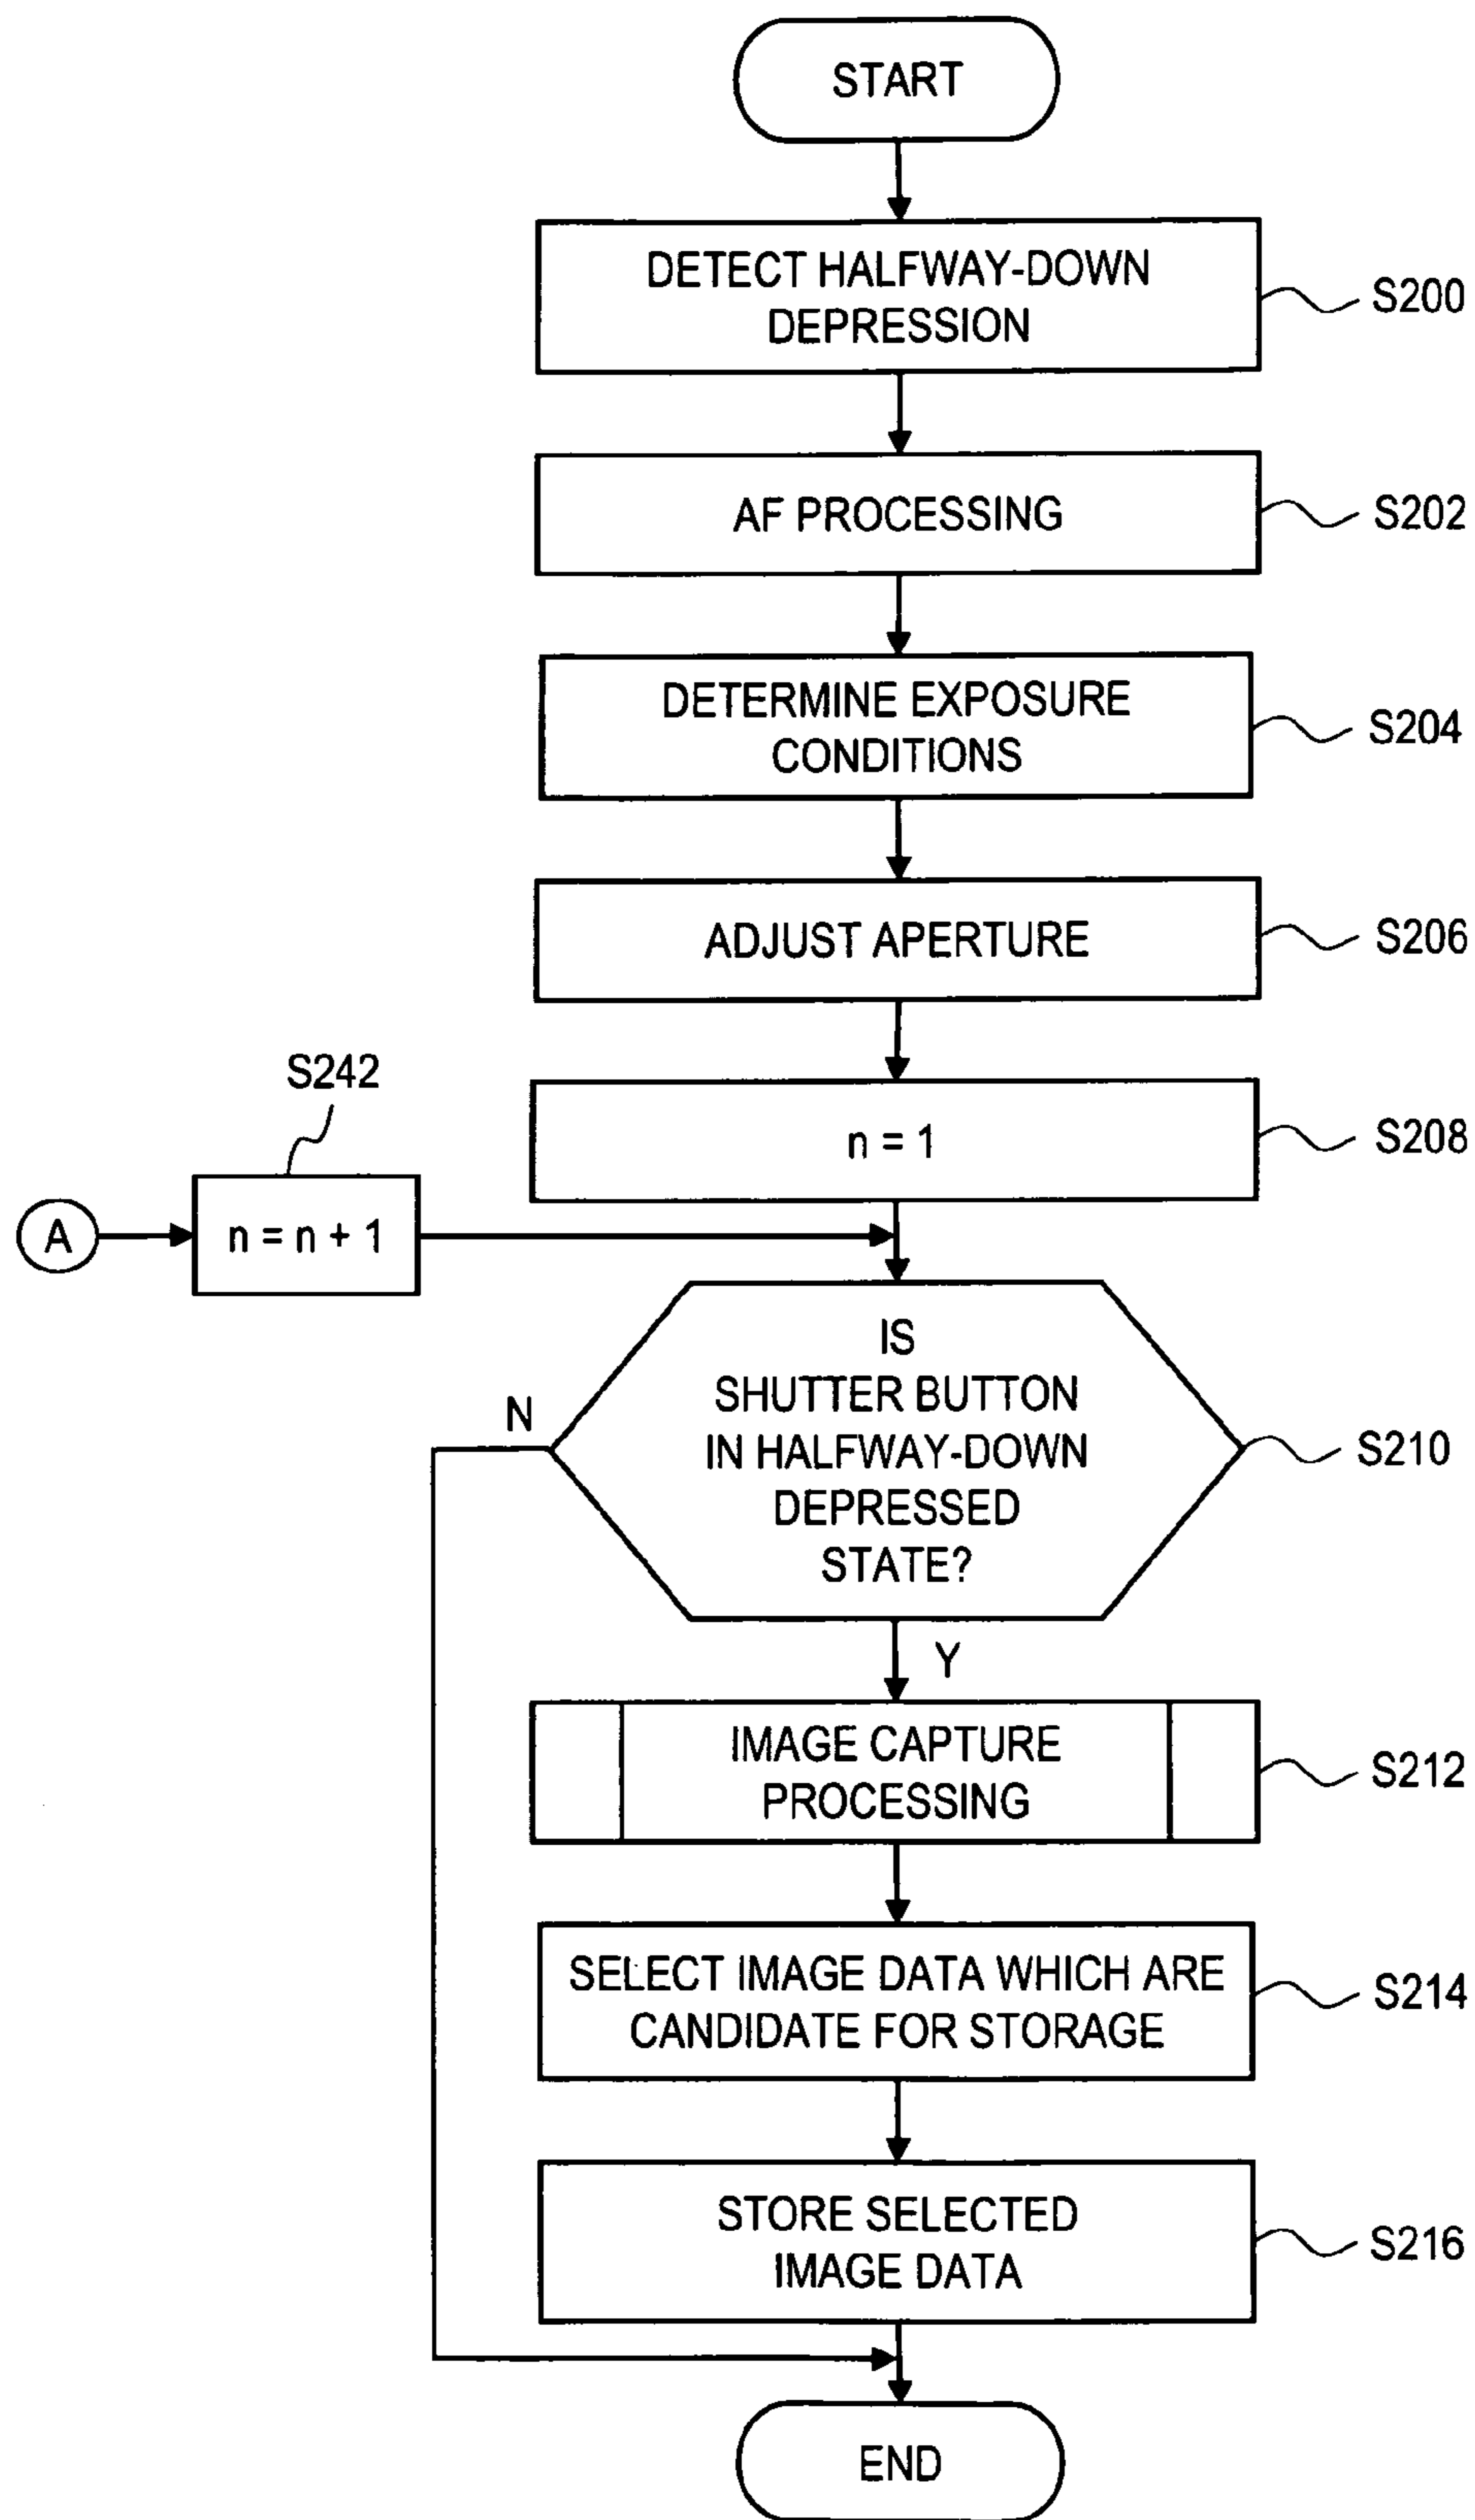 START
DETECT HALFWAY-DOWN
DEPRESSION
S200
AF PROCESSING
S202
DETERMINE EXPOSURE
CONDITIONS
S204
ADJUST APERTURE
S206
S242
n = 1
S208
A
n = n + 1
IS
SHUTTER BUTTON
IN HALFWAY-DOWN
DEPRESSED
STATE?
N
S210
Y
IMAGE CAPTURE
PROCESSING
S212
SELECT IMAGE DATA WHICH ARE
CANDIDATE FOR STORAGE
S214
STORE SELECTED
IMAGE DATA
S216
END